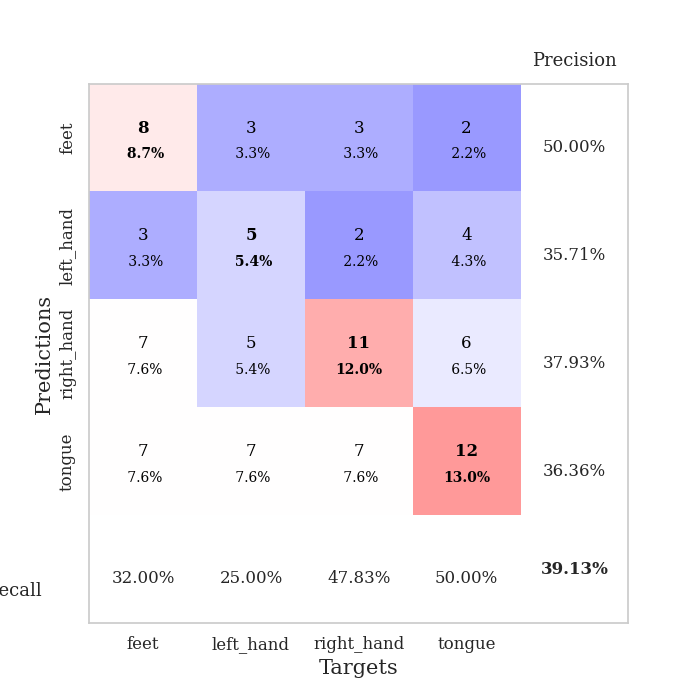 Precision
feet 8 3 3 2 50.00%
8.7% 3.3% 3.3% 2.2%
left_hand 3 5 2 4 35.71%
3.3% 5.4% 2.2% 4.3%
Predictions
right_hand 7 5 11 6 37.93%
7.6% 5.4% 12.0% 6.5%
tongue 7 7 7 12 36.36%
7.6% 7.6% 7.6% 13.0%
ecall 32.00% 25.00% 47.83% 50.00% 39.13%
feet left_hand right_hand tongue
Targets